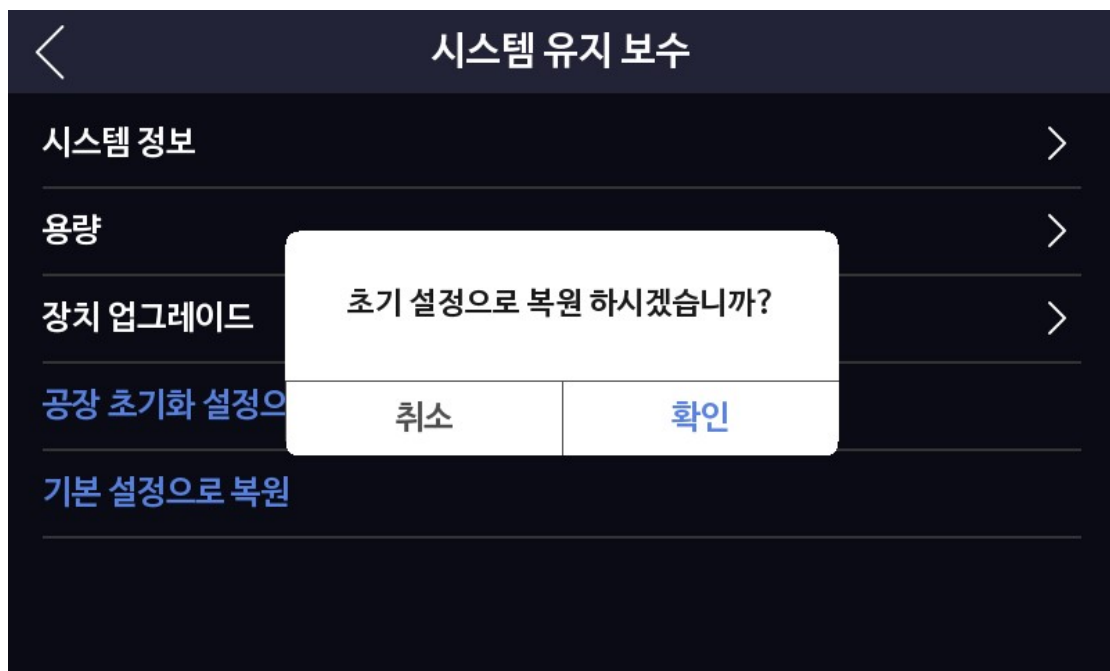 시스템 유지 보수
시스템 정보
용량
장치 업그레이드
초기 설정으로 복원 하시겠습니까?
취소
확인
공장 초기화 설정으
기본 설정으로 복원